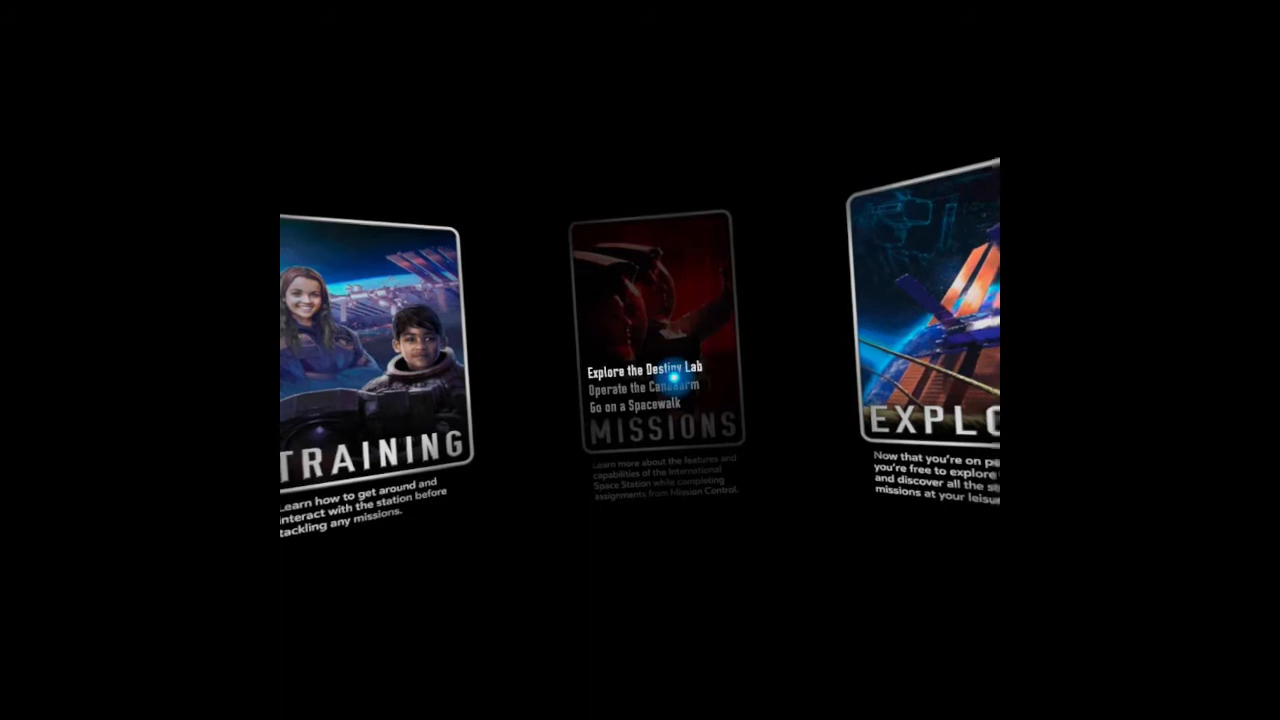 TRAINING
Learn how to get around and
interact with the station before
tackling any missions.
Explore the Destiny Lab
Operate the Canadarm
Go on a Spacewalk
MISSIONS
Learn more about the features and
capabilities of the International
Space Station while completing
assignments from Mission Control.
EXPLO
Now that you're on
you're free to explore
and discover all the
missions at your leisu